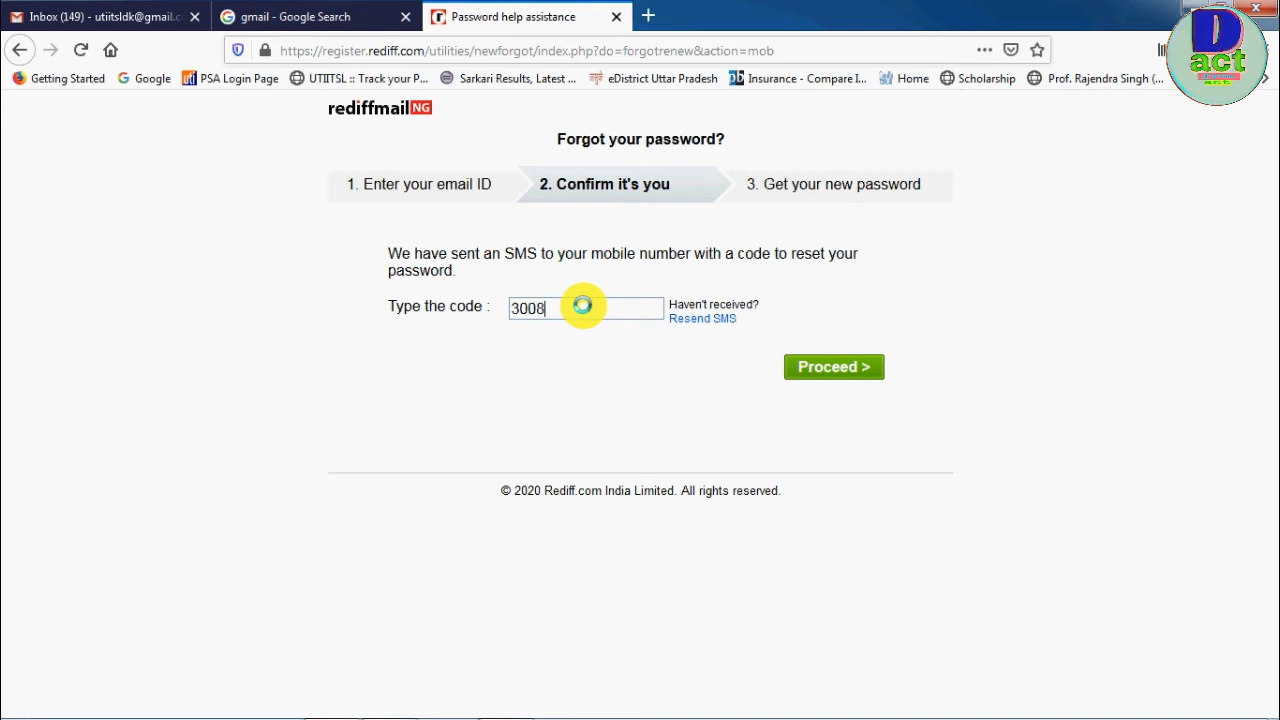 Inbox (149) - utiitsldk@gmail.c
gmail - Google Search
Password help assistance
https://register.rediff.com/utilities/newforgot/index.php?do=forgotrenew&action=mob
Getting Started
Google
PSA Login Page
UTIITSL :: Track your P...
Sarkari Results, Latest ...
eDistrict Uttar Pradesh
Insurance - Compare I...
Home
Scholarship
Prof. Rajendra Singh (...
D
act
rediffmail NG
Forgot your password?
1. Enter your email ID
2. Confirm it's you
3. Get your new password
We have sent an SMS to your mobile number with a code to reset your
password.
Type the code :
3008
Haven't received?
Resend SMS
Proceed >
© 2020 Rediff.com India Limited. All rights reserved.